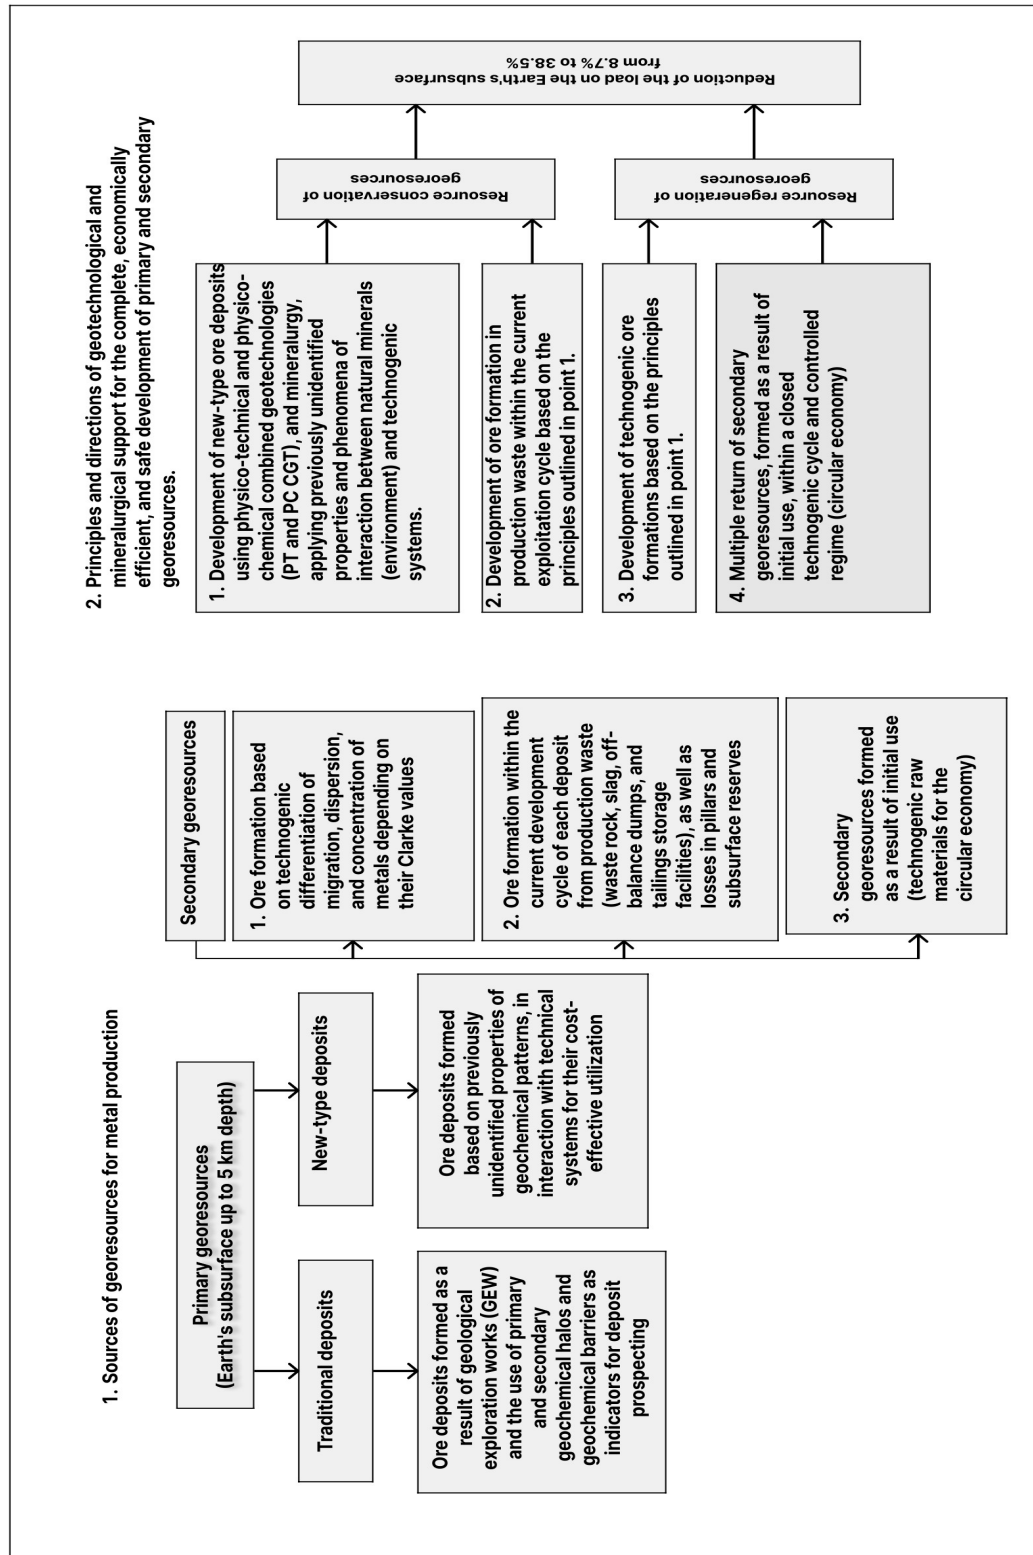 1. Sources of georesources for metal production
Primary georesources
(Earth's subsurface up to 5 km depth)
Traditional deposits
New-type deposits
Ore deposits formed as a
result of geological
exploration works (GEW)
and the use of primary
and secondary
geochemical halos and
geochemical barriers as
indicators for deposit
prospecting
Ore deposits formed
based on previously
unidentified properties of
geochemical patterns, in
interaction with technical
systems for their cost-
effective utilization
Secondary georesources
1. Ore formation based
on technogenic
differentiation of
migration, dispersion,
and concentration of
metals depending on
their Clarke values
2. Ore formation within the
current development
cycle of each deposit
from production waste
(waste rock, slag, off-
balance dumps, and
tailings storage
facilities), as well as
losses in pillars and
subsurface reserves
3. Secondary
georesources formed
as a result of initial use
(technogenic raw
materials for the
circular economy)
2. Principles and directions of geotechnological and
mineralurgical support for the complete, economically
efficient, and safe development of primary and secondary
georesources.
1. Development of new-type ore deposits
using physico-technical and physico-
chemical combined geotechnologies
(PT and PC CGT), and mineralurgy,
applying previously unidentified
properties and phenomena of
interaction between natural minerals
(environment) and technogenic
systems.
2. Development of ore formation in
production waste within the current
exploitation cycle based on the
principles outlined in point 1.
3. Development of technogenic ore
formations based on the principles
outlined in point 1.
4. Multiple return of secondary
georesources, formed as a result of
initial use, within a closed
technogenic cycle and controlled
regime (circular economy)
Resource conservation of
georesources
Resource regeneration of
georesources
Reduction of the load on the Earth's subsurface
from 8.7% to 38.5%